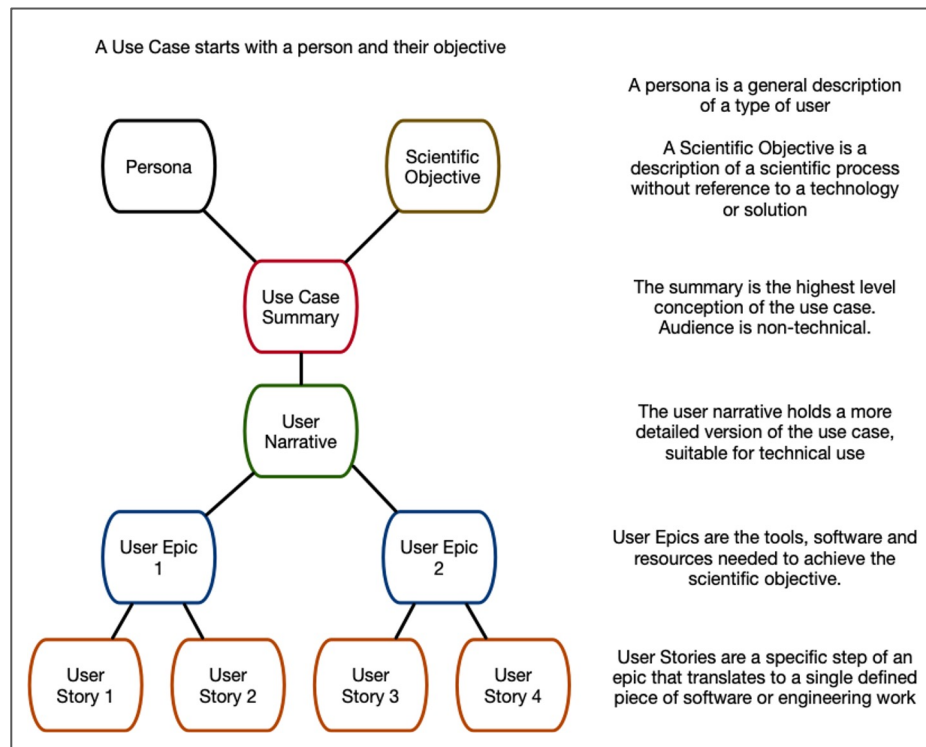 A Use Case starts with a person and their objective
A persona is a general description
of a type of user
Persona
Scientific
Objective
A Scientific Objective is a
description of a scientific process
without reference to a technology
or solution
Use Case
Summary
The summary is the highest level
conception of the use case.
Audience is non-technical.
User
Narrative
The user narrative holds a more
detailed version of the use case,
suitable for technical use
User Epic
1
User Epic
2
User Epics are the tools, software and
resources needed to achieve the
scientific objective.
User
Story 1
User
Story 2
User
Story 3
User
Story 4
User Stories are a specific step of an
epic that translates to a single defined
piece of software or engineering work